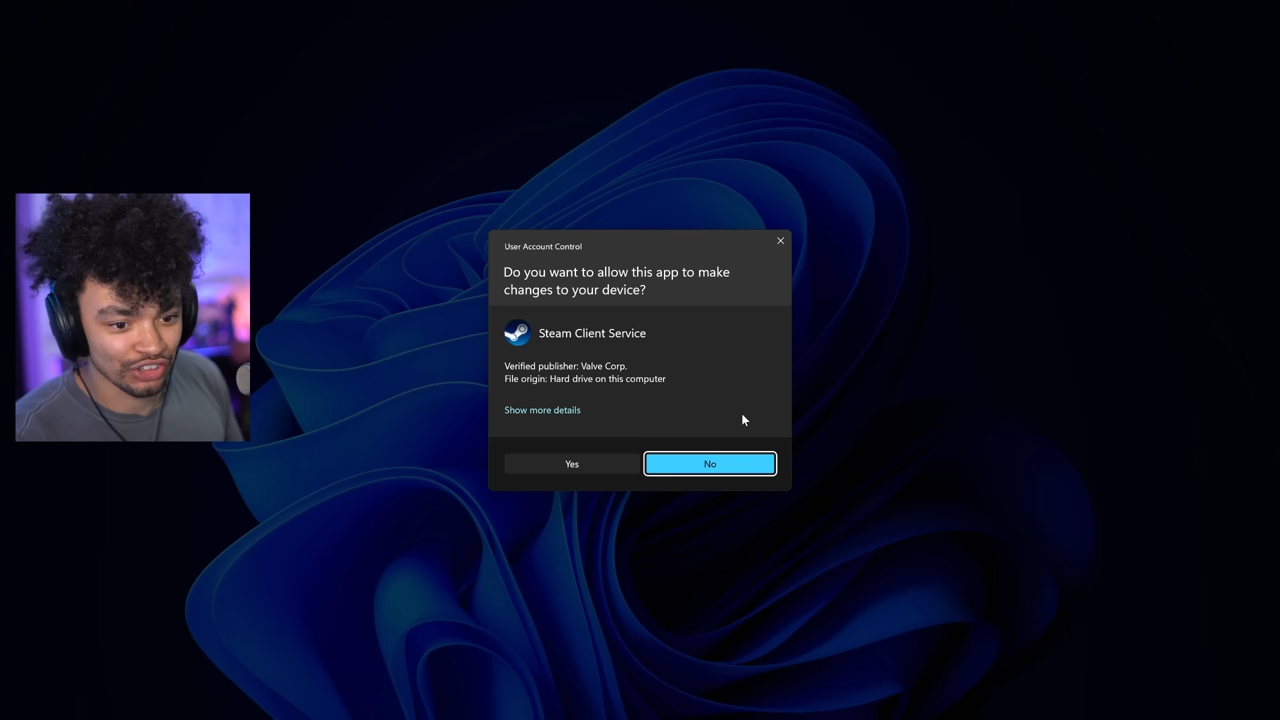 User Account Control
Do you want to allow this app to make
changes to your device?
Steam Client Service
Verified publisher: Valve Corp.
File origin: Hard drive on this computer
Show more details
Yes
No